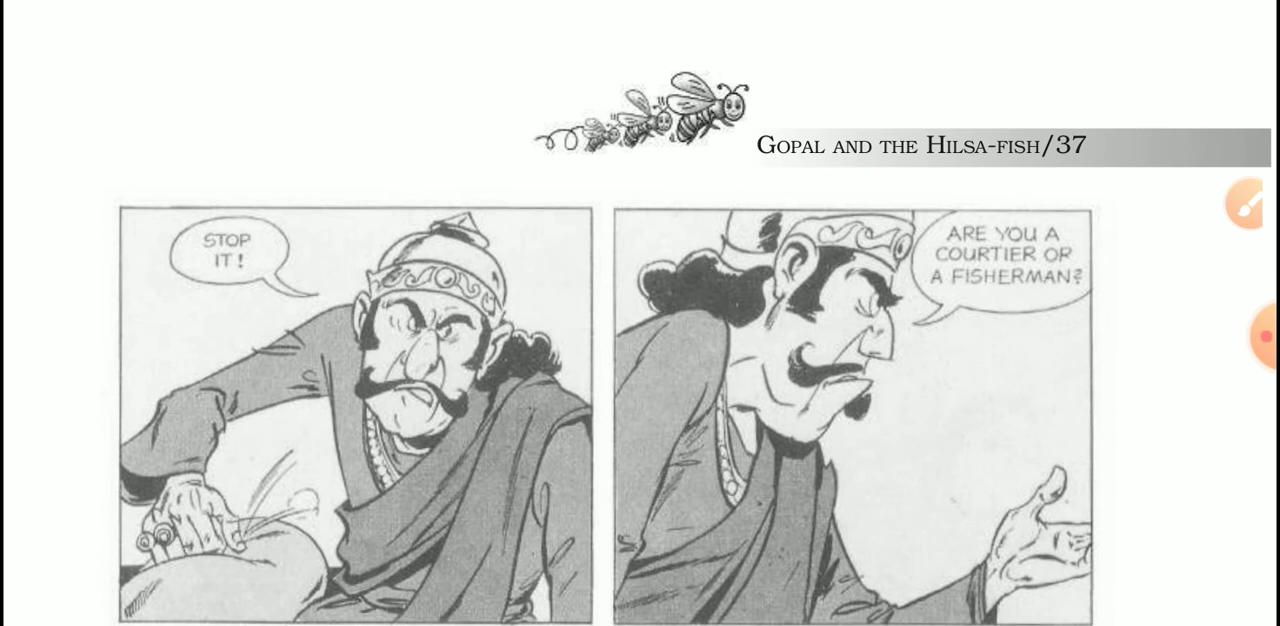 GOPAL AND THE HILSA-FISH/37
STOP
IT!
ARE YOU A
COURTIER OR
A FISHERMAN?